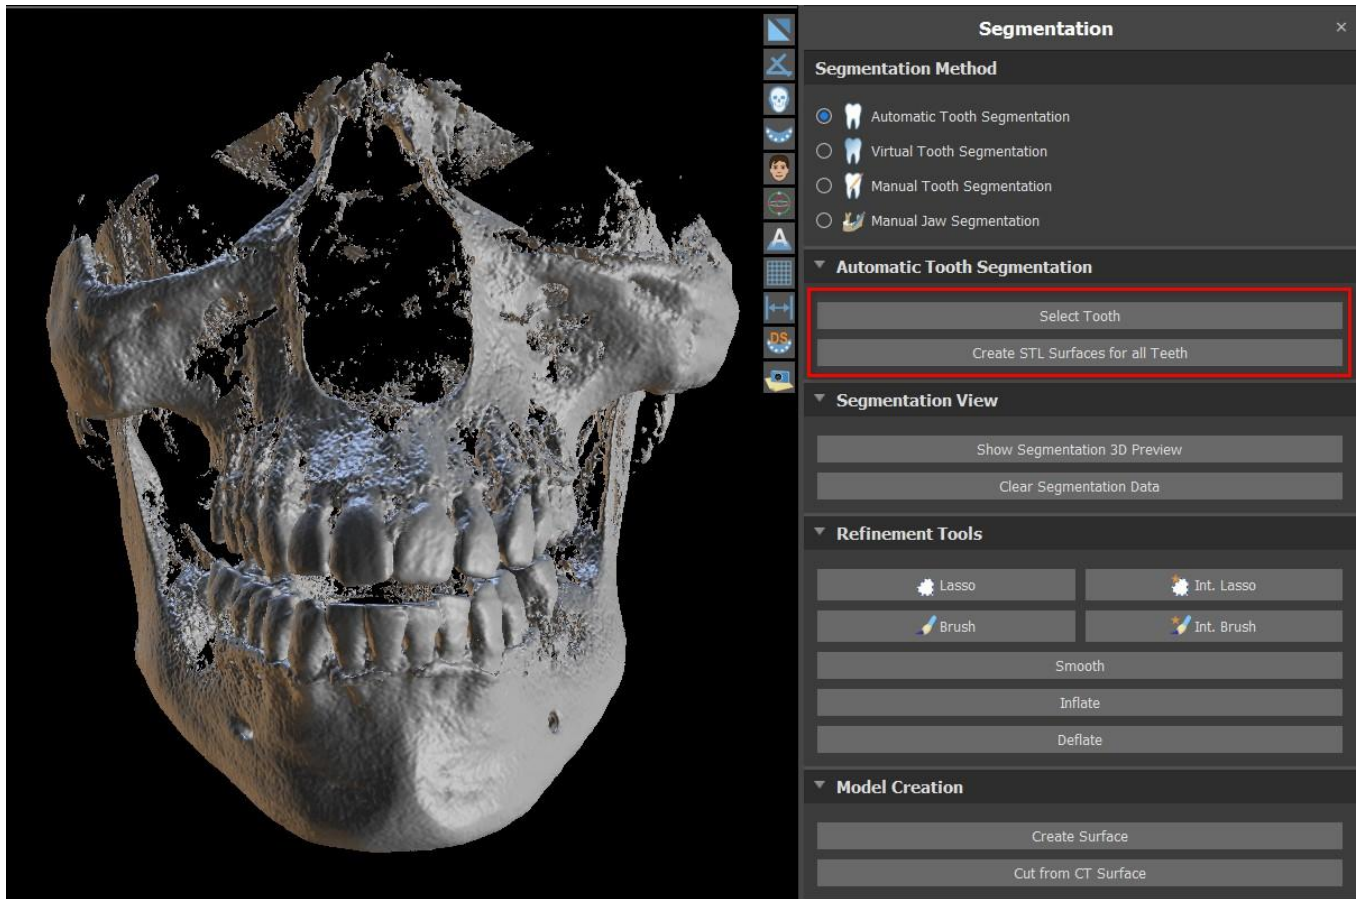 Segmentation ×
Segmentation Method
Automatic Tooth Segmentation
Virtual Tooth Segmentation
Manual Tooth Segmentation
Manual Jaw Segmentation
Automatic Tooth Segmentation
Select Tooth
Create STL Surfaces for all Teeth
Segmentation View
Show Segmentation 3D Preview
Clear Segmentation Data
Refinement Tools
Lasso Int. Lasso
Brush Int. Brush
Smooth
Inflate
Deflate
Model Creation
Create Surface
Cut from CT Surface
A
DS